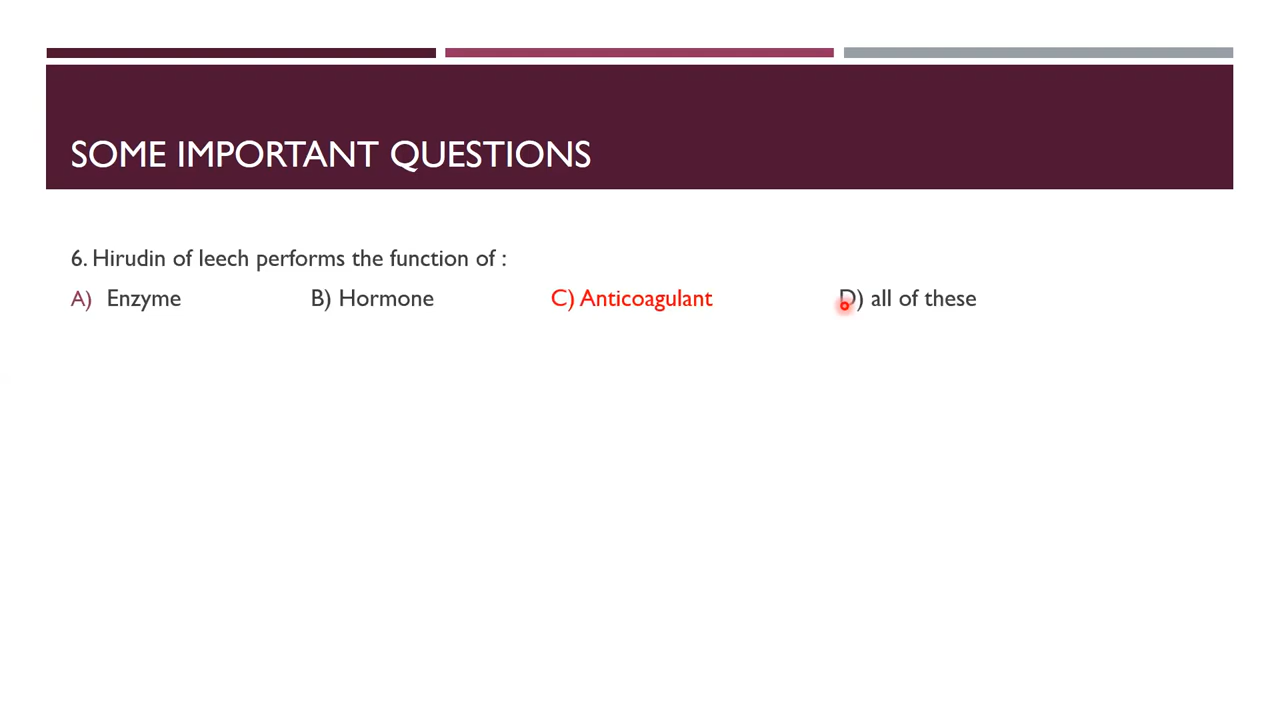 SOME IMPORTANT QUESTIONS
6. Hirudin of leech performs the function of :
A) Enzyme B) Hormone C) Anticoagulant D) all of these